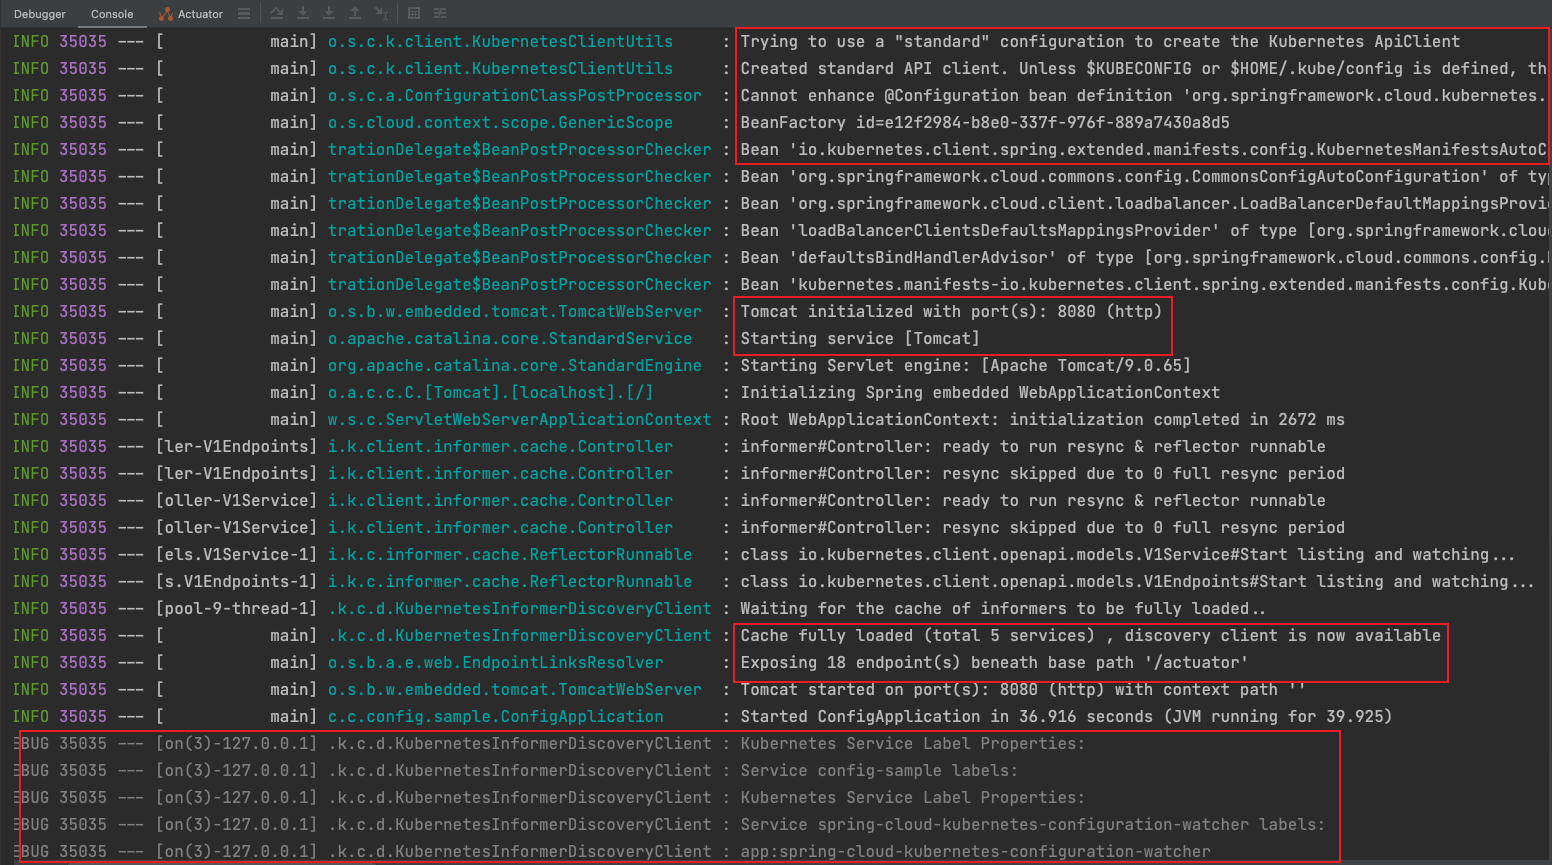 Debugger Console Actuator
INFO 35035 --- [           main] o.s.c.k.client.KubernetesClientUtils     : Trying to use a "standard" configuration to create the Kubernetes ApiClient
INFO 35035 --- [           main] o.s.c.k.client.KubernetesClientUtils     : Created standard API client. Unless $KUBECONFIG or $HOME/.kube/config is defined, th
INFO 35035 --- [           main] o.s.c.a.ConfigurationClassPostProcessor  : Cannot enhance @Configuration bean definition 'org.springframework.cloud.kubernetes.
INFO 35035 --- [           main] o.s.cloud.context.scope.GenericScope     : BeanFactory id=e12f2984-b8e0-337f-976f-889a7430a8d5
INFO 35035 --- [           main] trationDelegate$BeanPostProcessorChecker : Bean 'io.kubernetes.client.spring.extended.manifests.config.KubernetesManifestsAutoC
INFO 35035 --- [           main] trationDelegate$BeanPostProcessorChecker : Bean 'org.springframework.cloud.commons.config.CommonsConfigAutoConfiguration' of typ
INFO 35035 --- [           main] trationDelegate$BeanPostProcessorChecker : Bean 'org.springframework.cloud.client.loadbalancer.LoadBalancerDefaultMappingsProvi
INFO 35035 --- [           main] trationDelegate$BeanPostProcessorChecker : Bean 'loadBalancerClientsDefaultsMappingsProvider' of type [org.springframework.clou
INFO 35035 --- [           main] trationDelegate$BeanPostProcessorChecker : Bean 'defaultsBindHandlerAdvisor' of type [org.springframework.cloud.commons.config.
INFO 35035 --- [           main] trationDelegate$BeanPostProcessorChecker : Bean 'kubernetes.manifests-io.kubernetes.client.spring.extended.manifests.config.Kube
INFO 35035 --- [           main] o.s.b.w.embedded.tomcat.TomcatWebServer  : Tomcat initialized with port(s): 8080 (http)
INFO 35035 --- [           main] o.apache.catalina.core.StandardService   : Starting service [Tomcat]
INFO 35035 --- [           main] org.apache.catalina.core.StandardEngine  : Starting Servlet engine: [Apache Tomcat/9.0.65]
INFO 35035 --- [           main] o.a.c.c.C.[Tomcat].[localhost].[/]       : Initializing Spring embedded WebApplicationContext
INFO 35035 --- [           main] w.s.c.ServletWebServerApplicationContext : Root WebApplicationContext: initialization completed in 2672 ms
INFO 35035 --- [ler-V1Endpoints] i.k.client.informer.cache.Controller     : informer#Controller: ready to run resync & reflector runnable
INFO 35035 --- [ler-V1Endpoints] i.k.client.informer.cache.Controller     : informer#Controller: resync skipped due to 0 full resync period
INFO 35035 --- [oller-V1Service] i.k.client.informer.cache.Controller     : informer#Controller: ready to run resync & reflector runnable
INFO 35035 --- [oller-V1Service] i.k.client.informer.cache.Controller     : informer#Controller: resync skipped due to 0 full resync period
INFO 35035 --- [els.V1Service-1] i.k.c.informer.cache.ReflectorRunnable   : class io.kubernetes.client.openapi.models.V1Service#Start listing and watching...
INFO 35035 --- [s.V1Endpoints-1] i.k.c.informer.cache.ReflectorRunnable   : class io.kubernetes.client.openapi.models.V1Endpoints#Start listing and watching...
INFO 35035 --- [pool-9-thread-1] .k.c.d.KubernetesInformerDiscoveryClient : Waiting for the cache of informers to be fully loaded..
INFO 35035 --- [           main] .k.c.d.KubernetesInformerDiscoveryClient : Cache fully loaded (total 5 services) , discovery client is now available
INFO 35035 --- [           main] o.s.b.a.e.web.EndpointLinksResolver      : Exposing 18 endpoint(s) beneath base path '/actuator'
INFO 35035 --- [           main] o.s.b.w.embedded.tomcat.TomcatWebServer  : Tomcat started on port(s): 8080 (http) with context path ''
INFO 35035 --- [           main] c.c.config.sample.ConfigApplication      : Started ConfigApplication in 36.916 seconds (JVM running for 39.925)
EBUG 35035 --- [on(3)-127.0.0.1] .k.c.d.KubernetesInformerDiscoveryClient : Kubernetes Service Label Properties:
EBUG 35035 --- [on(3)-127.0.0.1] .k.c.d.KubernetesInformerDiscoveryClient : Service config-sample labels:
EBUG 35035 --- [on(3)-127.0.0.1] .k.c.d.KubernetesInformerDiscoveryClient : Kubernetes Service Label Properties:
EBUG 35035 --- [on(3)-127.0.0.1] .k.c.d.KubernetesInformerDiscoveryClient : Service spring-cloud-kubernetes-configuration-watcher labels:
EBUG 35035 --- [on(3)-127.0.0.1] .k.c.d.KubernetesInformerDiscoveryClient : app:spring-cloud-kubernetes-configuration-watcher